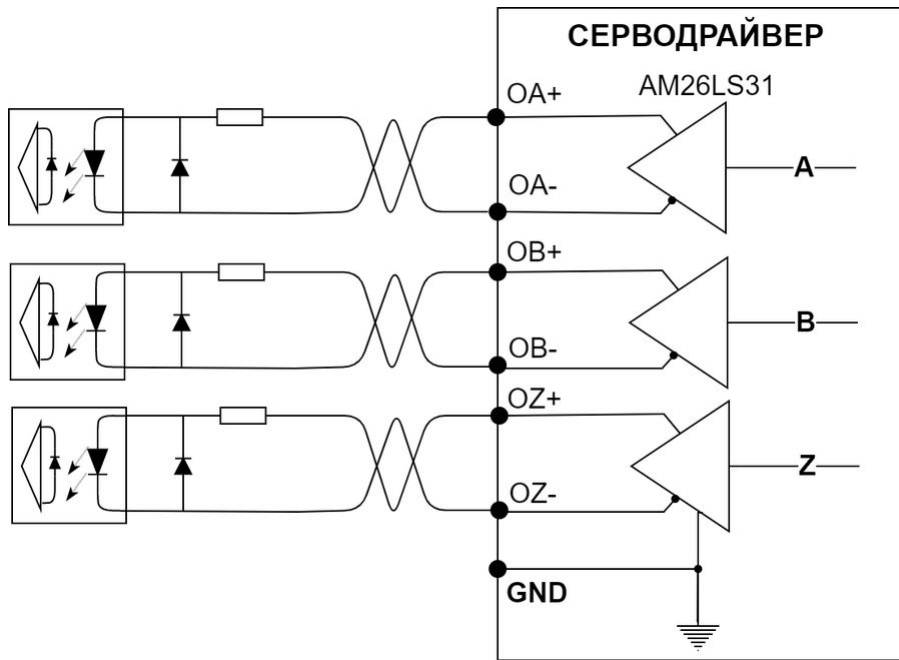 СЕРВОДРАЙВЕР
AM26LS31
OA+
A
OA-
OB+
B
OB-
OZ+
Z
OZ-
GND